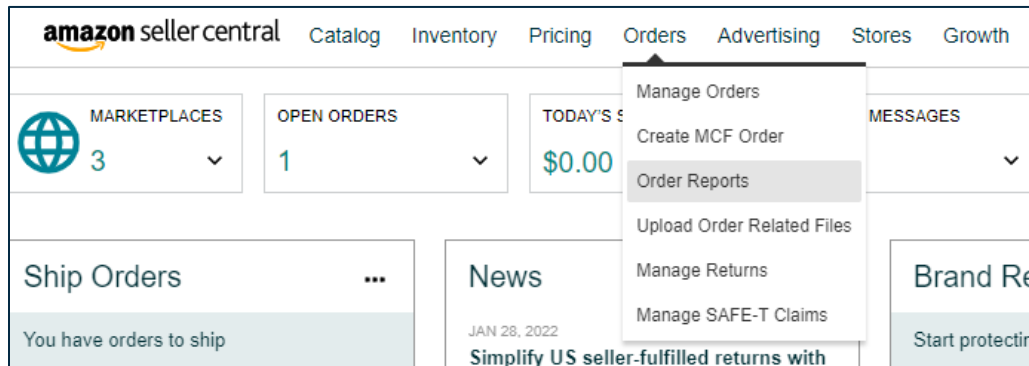 amazon seller central Catalog Inventory Pricing Orders Advertising Stores Growth
Manage Orders
Create MCF Order
Order Reports
Upload Order Related Files
Manage Returns
Manage SAFE-T Claims
MARKETPLACES
3
OPEN ORDERS
1
TODAY'S S
$0.00
MESSAGES
Ship Orders
You have orders to ship
News
JAN 28, 2022
Simplify US seller-fulfilled returns with
Brand Re
Start protectin